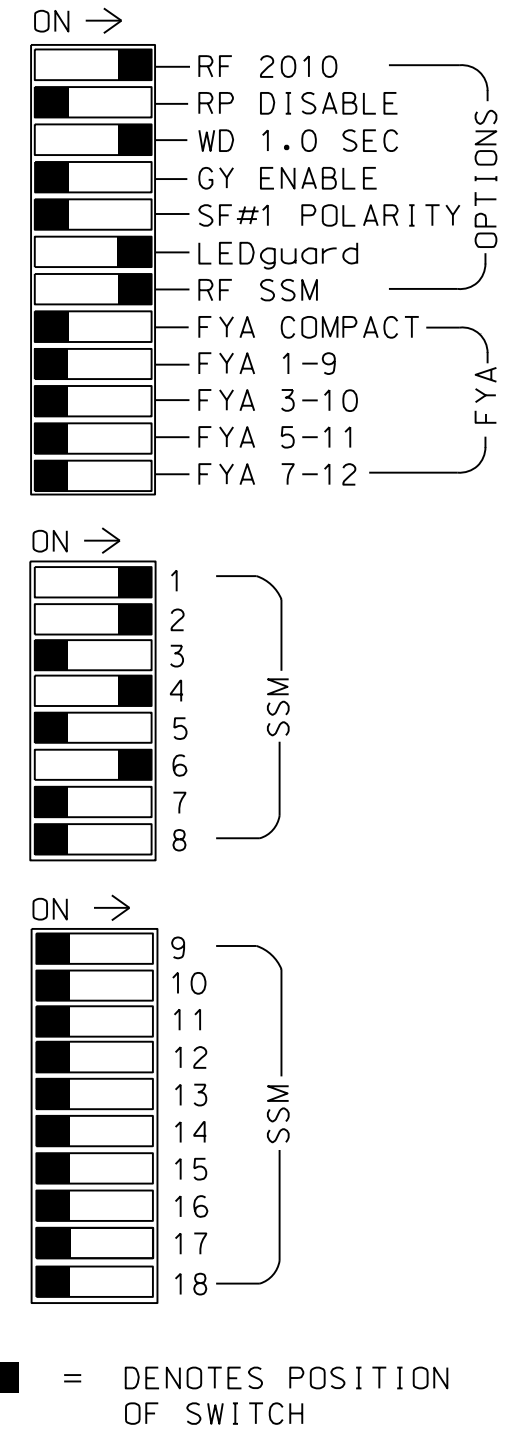 ON →
RF 2010
RP DISABLE
WD 1.0 SEC
GY ENABLE
SF#1 POLARITY
LEDguard
RF SSM
OPTIONS
FYA COMPACT
FYA 1-9
FYA 3-10
FYA 5-11
FYA 7-12
FYA
ON →
1
2
3
4
5
6
7
8
SSM
ON →
9
10
11
12
13
14
15
16
17
18
SSM
= DENOTES POSITION
OF SWITCH